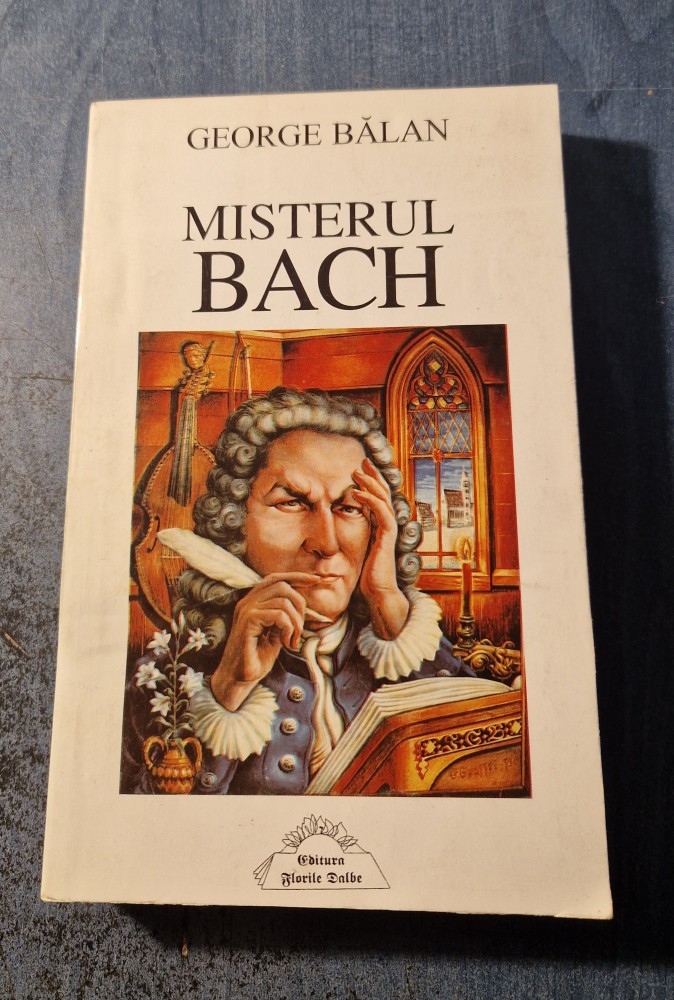 GEORGE BĂLAN
MISTERUL
BACH
Editura
Florile Dalbe